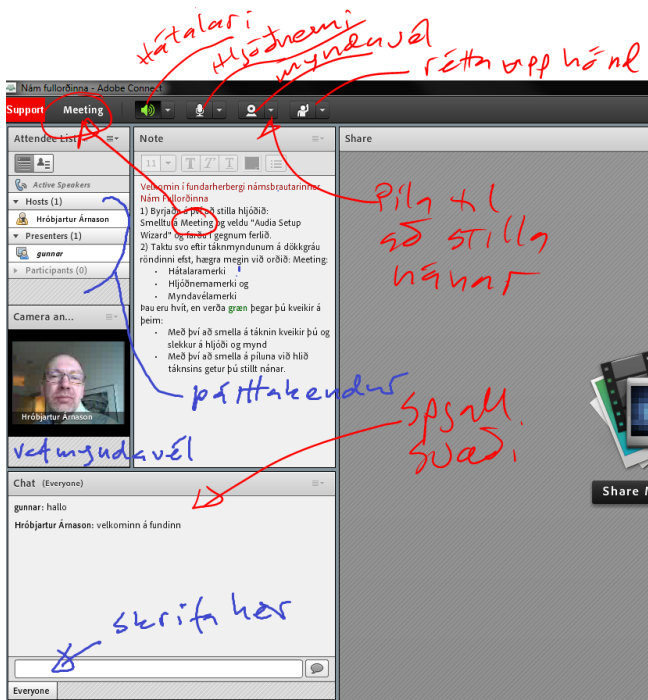 Hátalari
Hljóðnemi
myndavél
rétta upp hönd
Nám fullorðinna - Adobe Connect
Support Meeting
Attendee List
Note
Share
11 T T T
Active Speakers
Hosts (1)
Hróbjartur Árnason
Presenters (1)
gunnar
Participants (0)
Velkomin í fundarherbergi námsbrautarinnar
Nám Fullorðinna
1) Byrjaðu á því að stilla hljóðið:
Smelltu á Meeting og veldu "Audia Setup
Wizard" og farðu í gegnum ferlið.
2) Taktu svo eftir táknmyndunum á dökkgráu
röndinni efst, hægra megin við orðið: Meeting:
Hátalaramerki
Hljóðnemamerki og
Myndavélamerki
Þau eru hvít, en verða græn þegar þú kveikir á
þeim:
Með því að smella á táknin kveikir þú og
slekkur á hljóði og mynd
Með því að smella á píluna við hlið
táknsins getur þú stillt nánar.
Píla til
að stilla
nánar
Camera an...
Hróbjartur Árnason
þátttakendur
vefmyndavél
spjall
svæði
Share M
Chat (Everyone)
gunnar: hallo
Hróbjartur Árnason: velkominn á fundinn
skrifa hér
Everyone